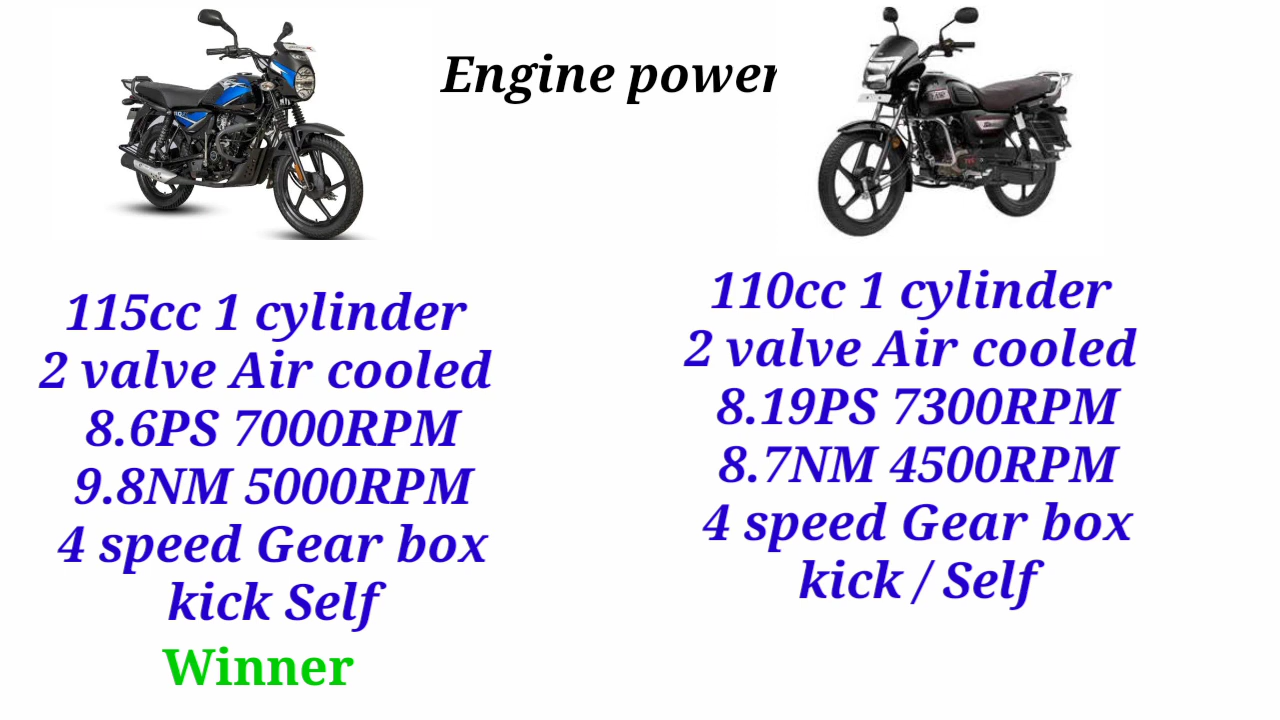 Engine power
115cc 1 cylinder
2 valve Air cooled
8.6PS 7000RPM
9.8NM 5000RPM
4 speed Gear box
kick Self
Winner
110cc 1 cylinder
2 valve Air cooled
8.19PS 7300RPM
8.7NM 4500RPM
4 speed Gear box
kick / Self